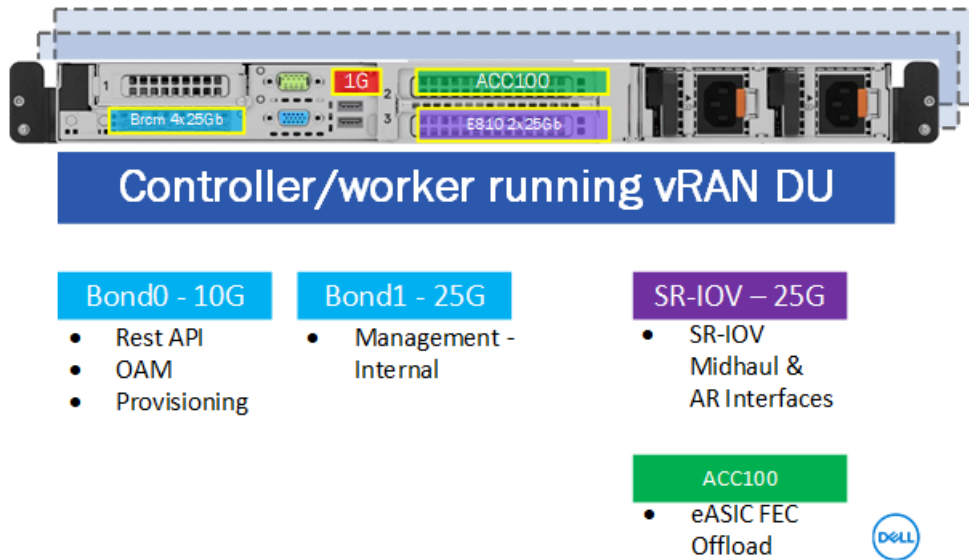 1
1G
2
ACC100
Brcm 4x25Gb
3
E810 2x25Gb
Controller/worker running vRAN DU
Bond0 - 10G
• Rest API
• OAM
• Provisioning
Bond1 - 25G
• Management -
Internal
SR-IOV – 25G
• SR-IOV
Midhaul &
AR Interfaces
ACC100
• eASIC FEC
Offload
DELL